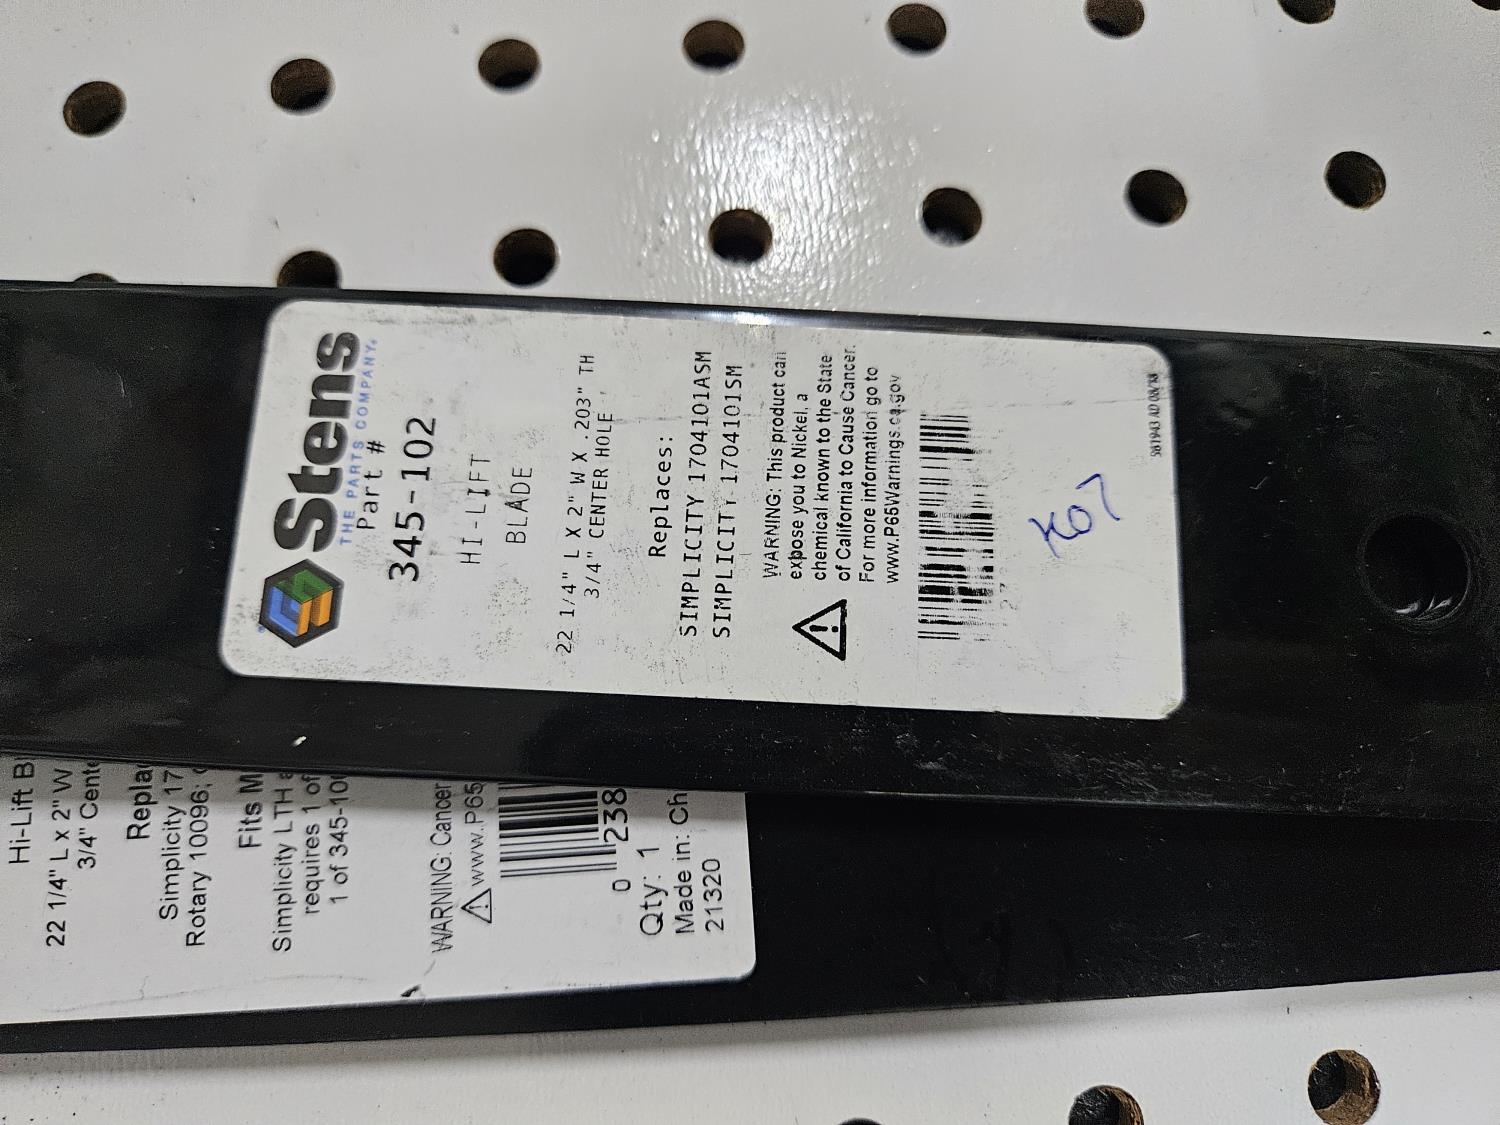 Stens
THE PARTS COMPANY.
Part #
345-102
HI-LIFT
BLADE
22 1/4" L X 2" W X .203" TH
3/4" CENTER HOLE
Replaces:
SIMPLICITY 1704101ASM
SIMPLICITY 1704101SM
WARNING: This product can
expose you to Nickel, a
chemical known to the State
of California to Cause Cancer.
For more information go to
www.P65Warnings.ca.gov
K07
Hi-Lift B
22 1/4" L x 2" W
3/4" Cente
Repla
Simplicity 17
Rotary 10096;
Fits M
Simplicity LTH
requires 1 of
1 of 345-10
WARNING: Cancer
www.P65
0 238
Qty: 1
Made in: Ch
21320